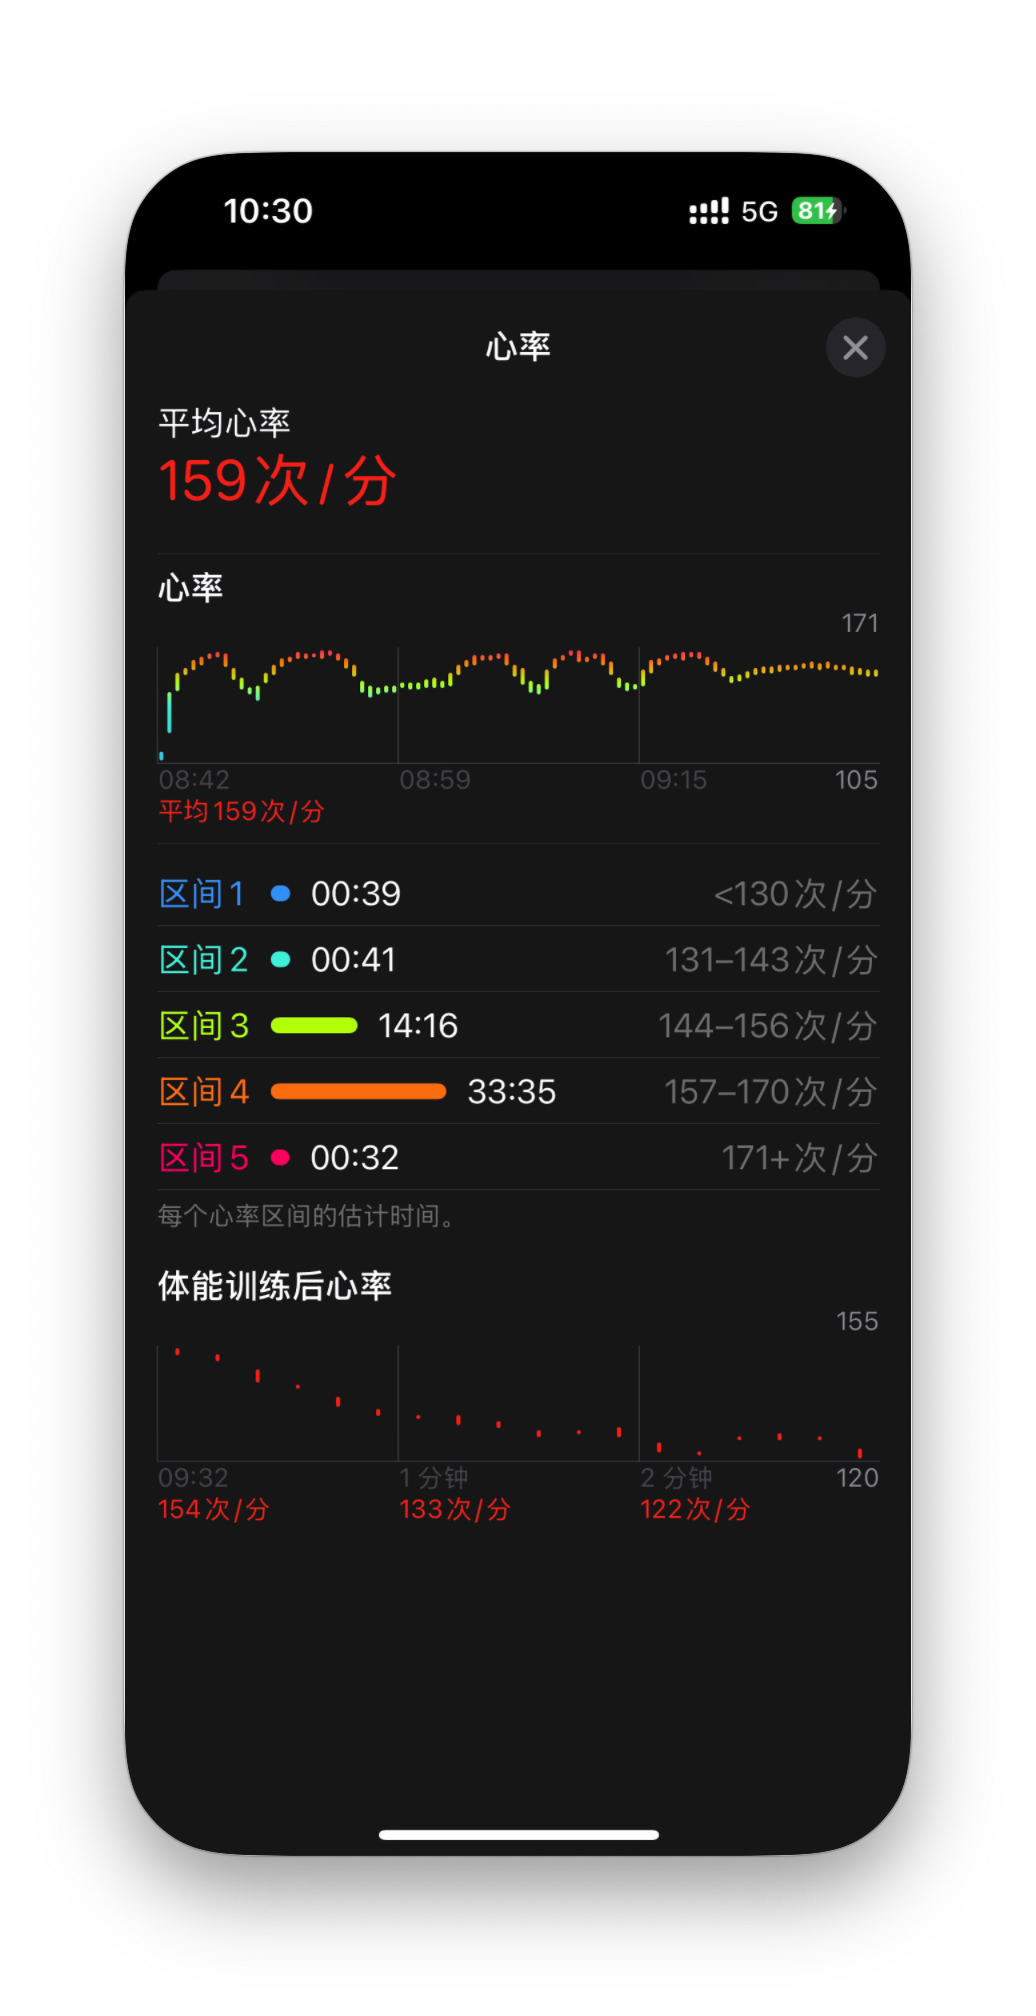 10:30 5G 81
心率
平均心率
159次/分
心率
171
08:42 08:59 09:15 105
平均159次/分
区间1 00:39 <130次/分
区间2 00:41 131–143次/分
区间3 14:16 144–156次/分
区间4 33:35 157–170次/分
区间5 00:32 171+次/分
每个心率区间的估计时间。
体能训练后心率
155
09:32 1 分钟 2 分钟 120
154次/分 133次/分 122次/分